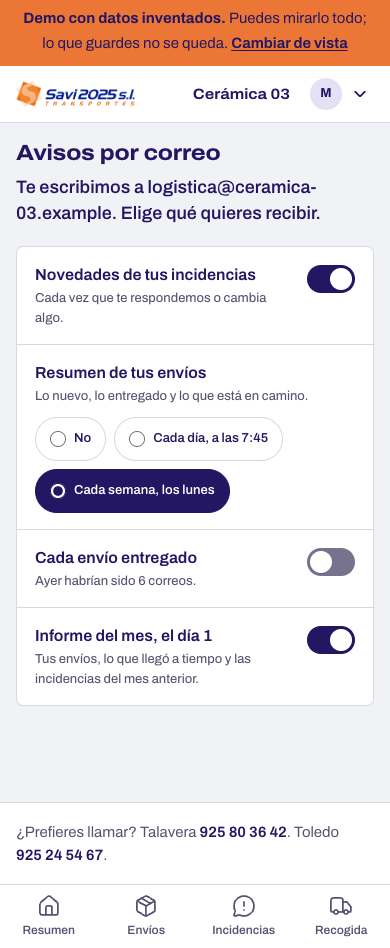 Demo con datos inventados. Puedes mirarlo todo;
lo que guardes no se queda. Cambiar de vista
Savi 2025 s.l.
TRANSPORTES
Cerámica 03
M
Avisos por correo
Te escribimos a logistica@ceramica-
03.example. Elige qué quieres recibir.
Novedades de tus incidencias
Cada vez que te respondemos o cambia
algo.
Resumen de tus envíos
Lo nuevo, lo entregado y lo que está en camino.
No
Cada día, a las 7:45
Cada semana, los lunes
Cada envío entregado
Ayer habrían sido 6 correos.
Informe del mes, el día 1
Tus envíos, lo que llegó a tiempo y las
incidencias del mes anterior.
¿Prefieres llamar? Talavera 925 80 36 42. Toledo
925 24 54 67.
Resumen
Envíos
Incidencias
Recogida